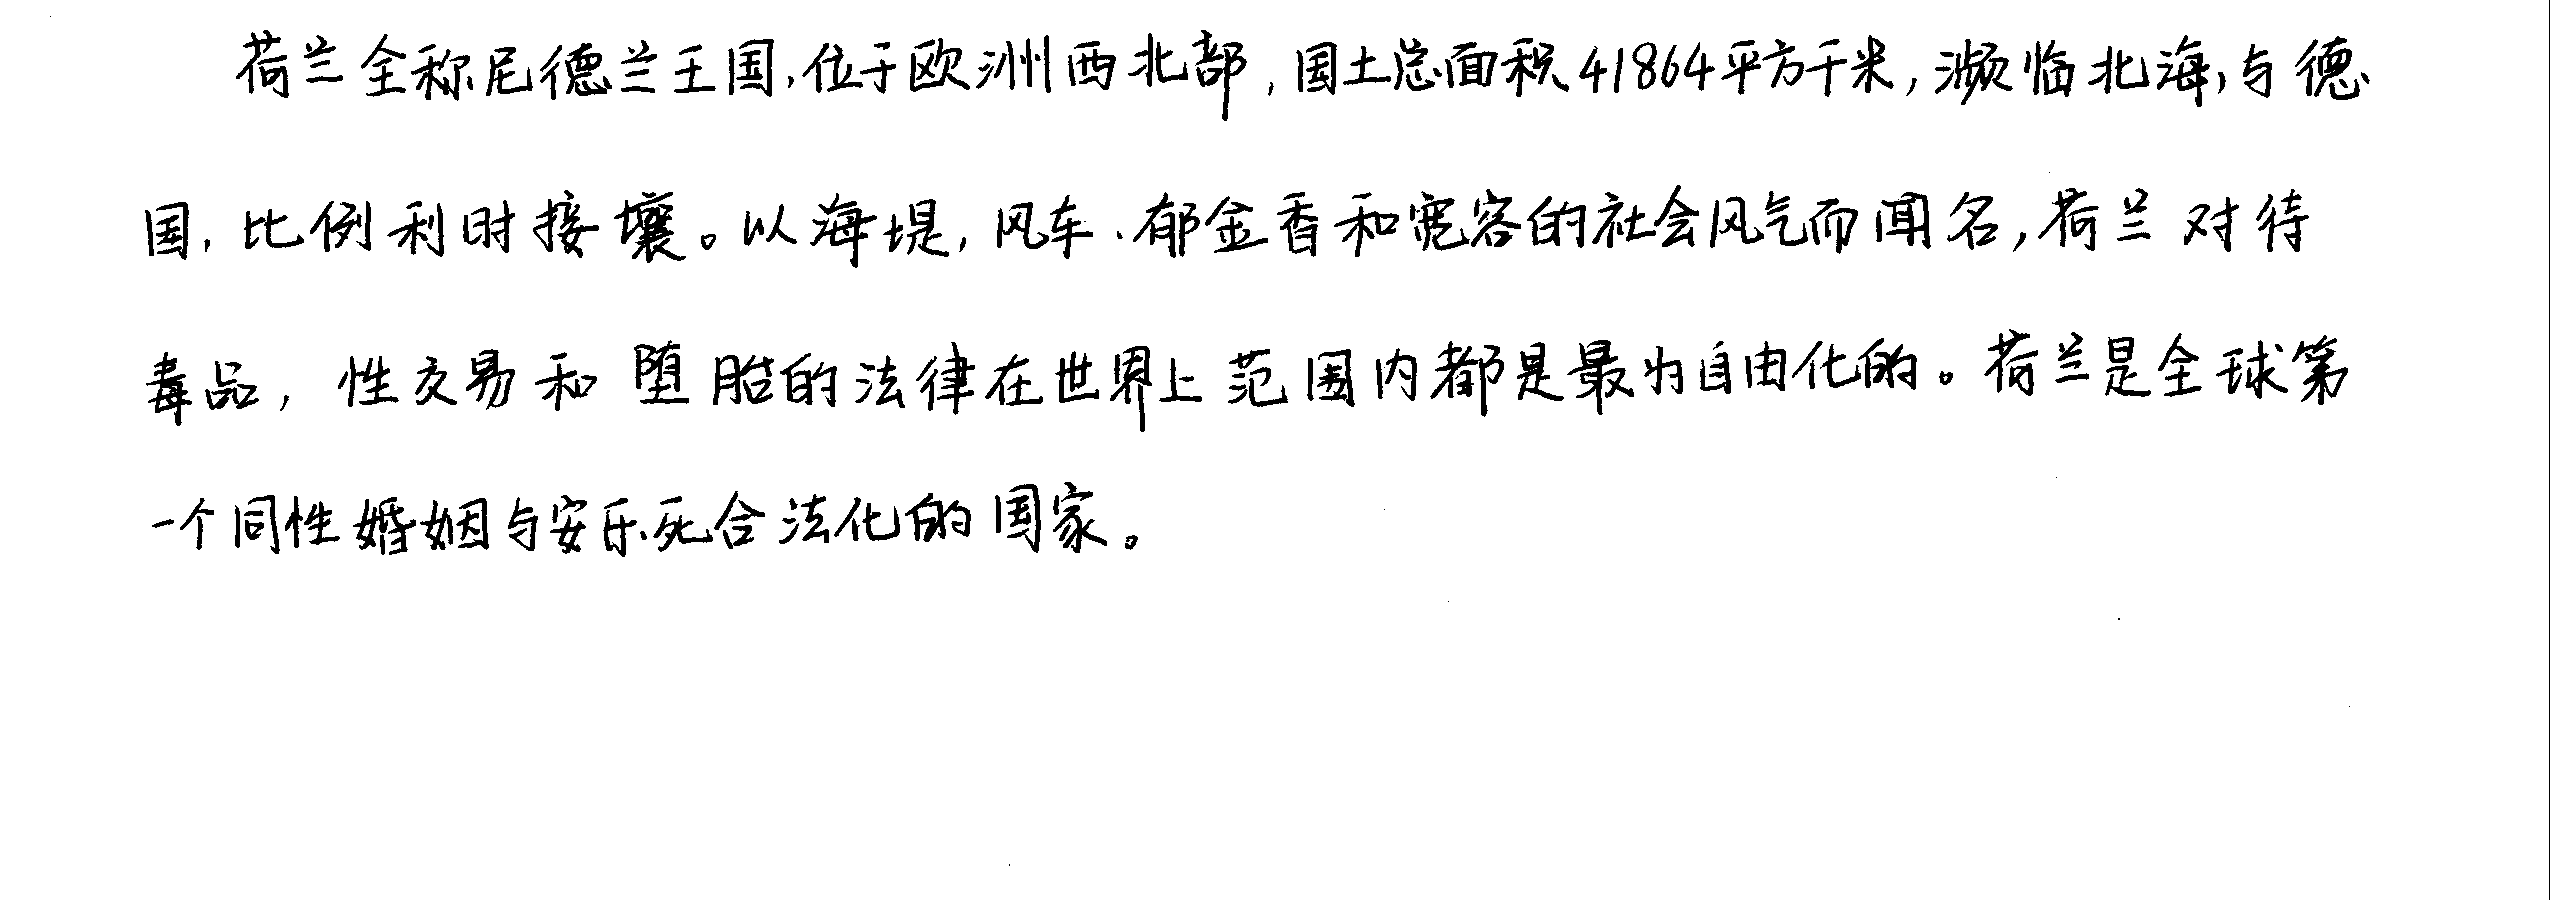 荷兰全称尼德兰王国,位于欧洲西北部,国土总面积41864平方千米,濒临北海,与德
国,比例利时接壤。以海堤,风车.郁金香和宽容的社会风气而闻名,荷兰对待
毒品,性交易和堕胎的法律在世界上范围内都是最为自由化的。荷兰是全球第
一个同性婚姻与安乐死合法化的国家。